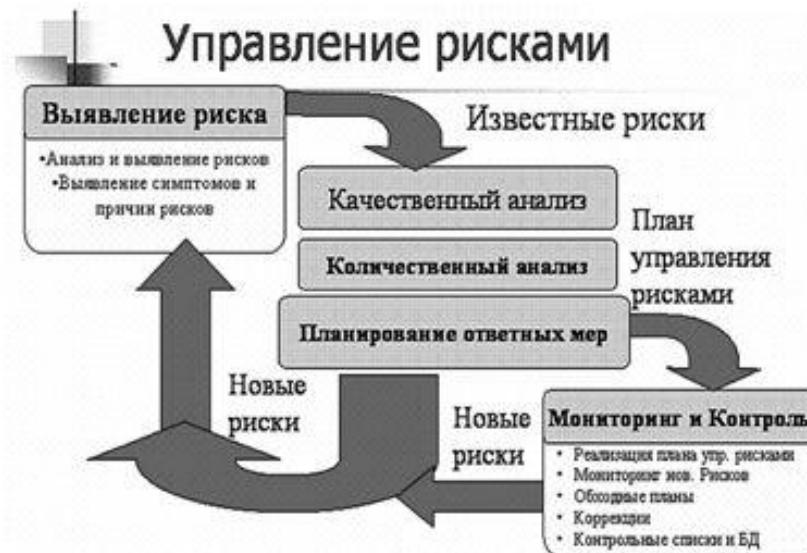 Управление рисками
Выявление риска
•Анализ и выявление рисков
•Выявление симптомов и
причин рисков
Известные риски
Качественный анализ
Количественный анализ
Планирование ответных мер
План
управления
рисками
Новые
риски
Новые
риски
Мониторинг и Контроль
• Реализация плана упр. рисками
• Мониторинг нов. Рисков
• Обходные планы
• Коррекции
• Контрольные списки и БД